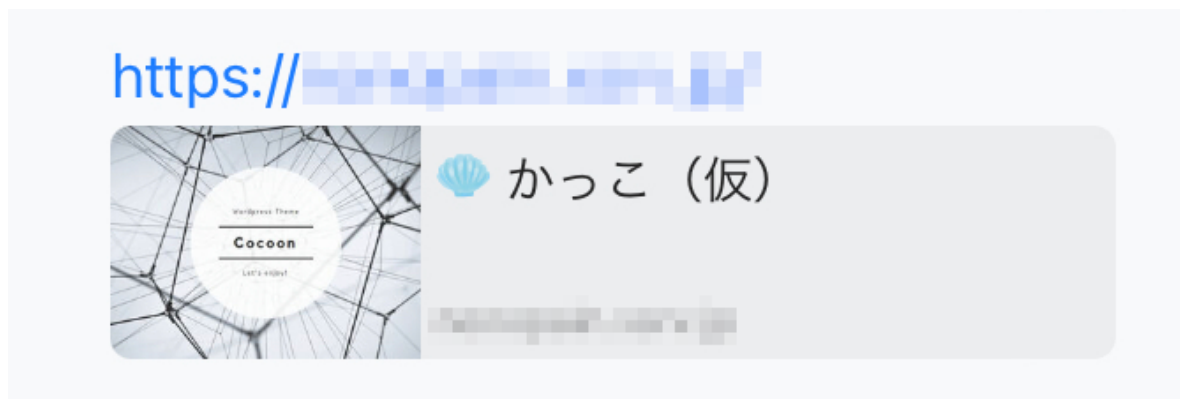 https://
🐚 かっこ（仮）
Wordpress Theme
Cocoon
Let's enjoy!